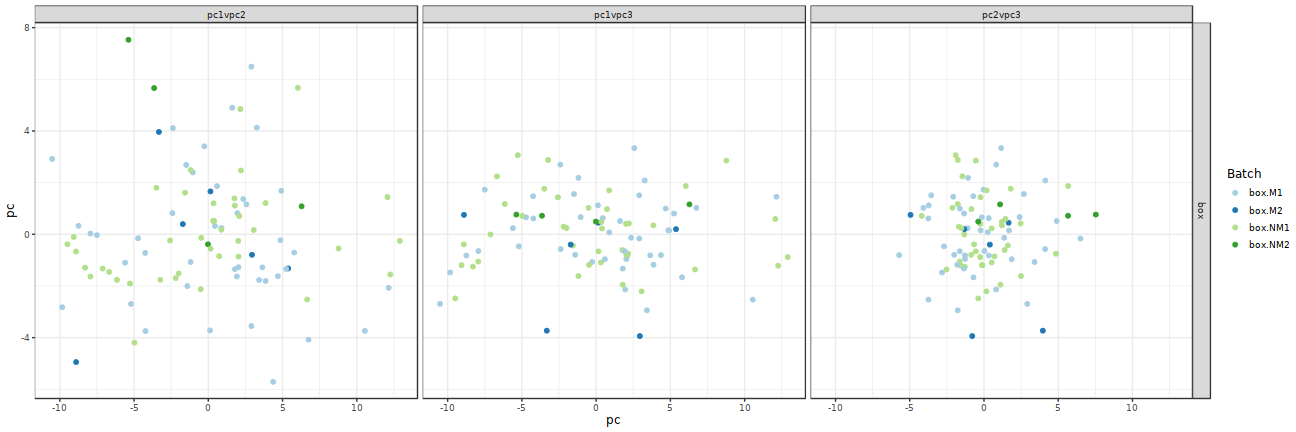 pc1vpc2 pc1vpc3 pc2vpc3
8
4
0
-4
pc
box
-10 -5 0 5 10 -10 -5 0 5 10 -10 -5 0 5 10
pc
Batch
box.M1
box.M2
box.NM1
box.NM2